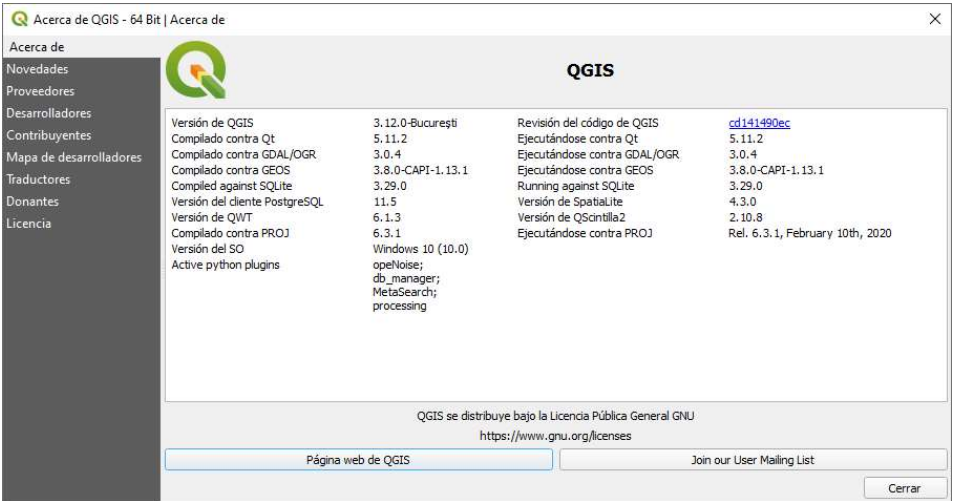 Acerca de QGIS - 64 Bit | Acerca de
Acerca de
Novedades
Proveedores
Desarrolladores
Contribuyentes
Mapa de desarrolladores
Traductores
Donantes
Licencia
QGIS
Versión de QGIS 3.12.0-București Revisión del código de QGIS cd141490ec
Compilado contra Qt 5.11.2 Ejecutándose contra Qt 5.11.2
Compilado contra GDAL/OGR 3.0.4 Ejecutándose contra GDAL/OGR 3.0.4
Compilado contra GEOS 3.8.0-CAPI-1.13.1 Ejecutándose contra GEOS 3.8.0-CAPI-1.13.1
Compiled against SQLite 3.29.0 Running against SQLite 3.29.0
Versión del cliente PostgreSQL 11.5 Versión de SpatiaLite 4.3.0
Versión de QWT 6.1.3 Versión de QScintilla2 2.10.8
Compilado contra PROJ 6.3.1 Ejecutándose contra PROJ Rel. 6.3.1, February 10th, 2020
Versión del SO Windows 10 (10.0)
Active python plugins opeNoise;
db_manager;
MetaSearch;
processing
QGIS se distribuye bajo la Licencia Pública General GNU
https://www.gnu.org/licenses
Página web de QGIS Join our User Mailing List
Cerrar